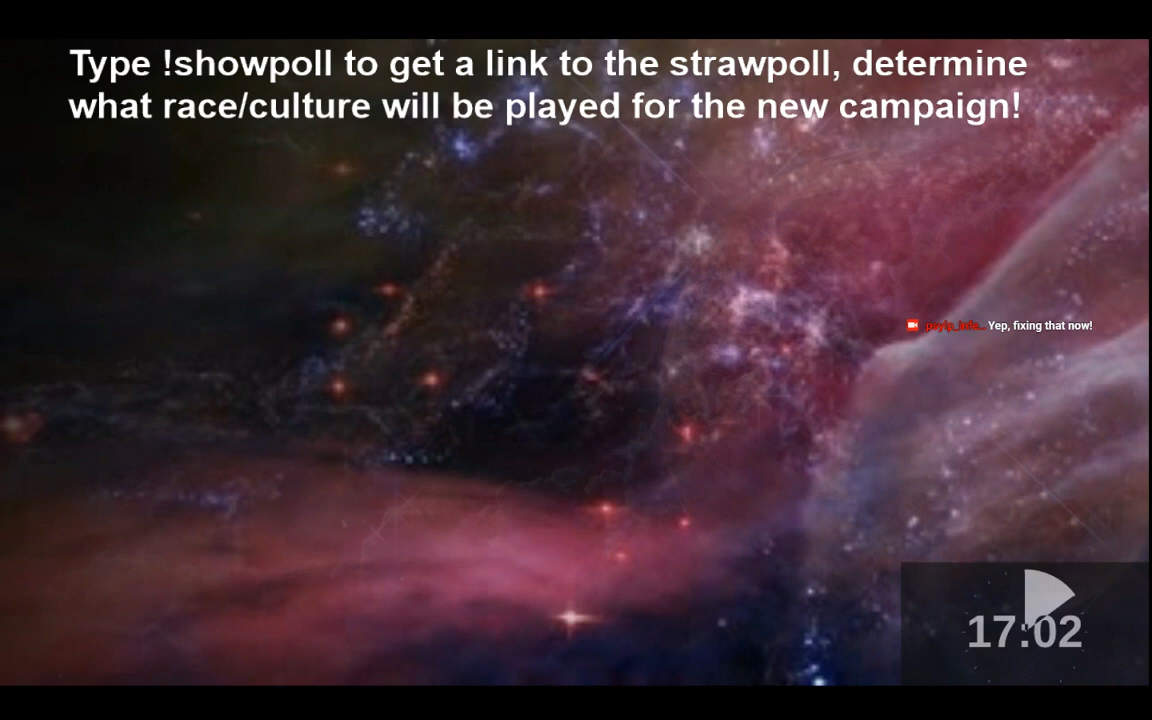 Type !showpoll to get a link to the strawpoll, determine
what race/culture will be played for the new campaign!
Yep, fixing that now!
17:02